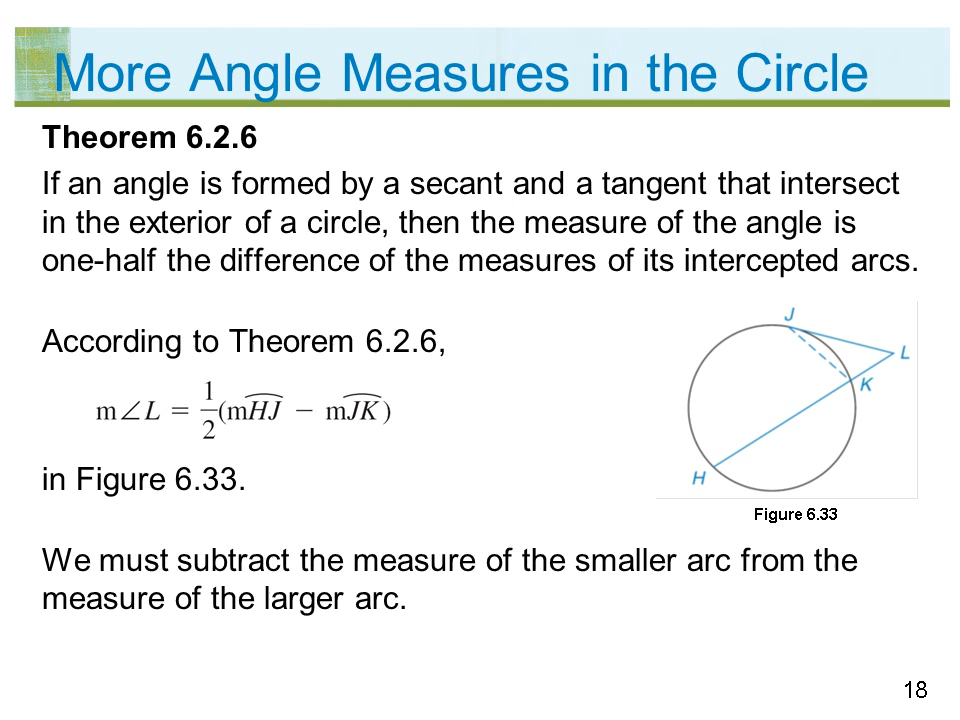 More Angle Measures in the Circle
Theorem 6.2.6
If an angle is formed by a secant and a tangent that intersect
in the exterior of a circle, then the measure of the angle is
one-half the difference of the measures of its intercepted arcs.
According to Theorem 6.2.6,
m∠L = 1/2(mHJ − mJK)
in Figure 6.33.
J
L
K
H
Figure 6.33
We must subtract the measure of the smaller arc from the
measure of the larger arc.
18